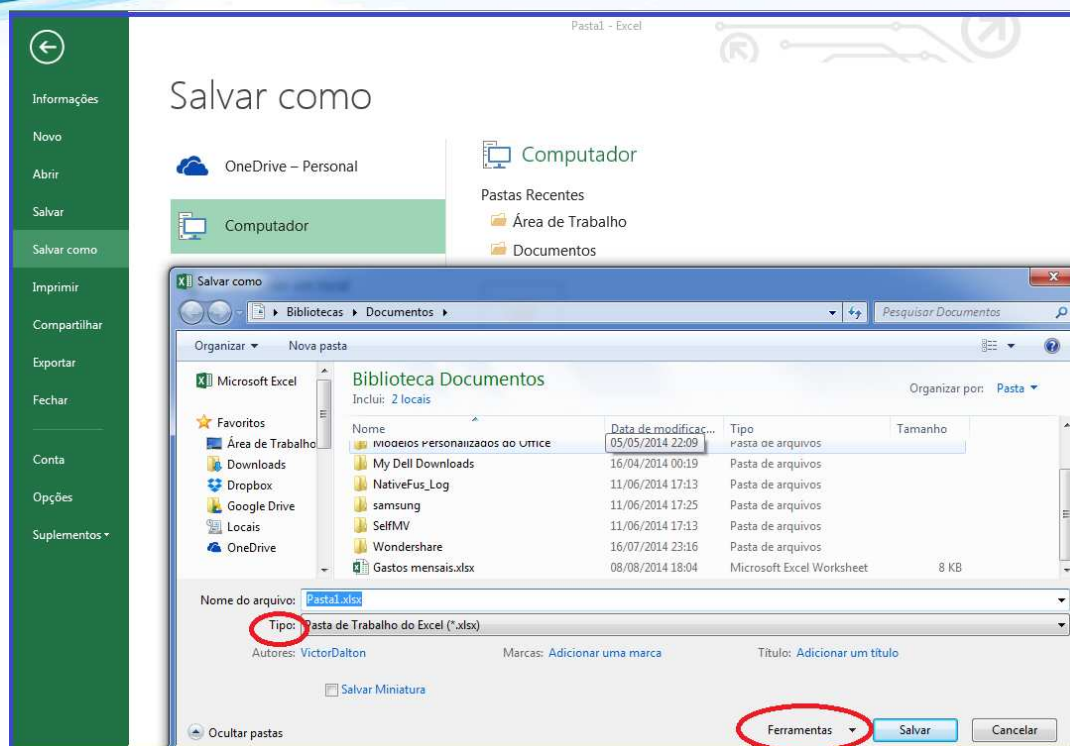 Pasta1 - Excel
Informações
Novo
Abrir
Salvar
Salvar como
Imprimir
Compartilhar
Exportar
Fechar
Conta
Opções
Suplementos
Salvar como
OneDrive – Personal
Computador
Computador
Pastas Recentes
Área de Trabalho
Documentos
Salvar como
Bibliotecas Documentos
Pesquisar Documentos
Organizar Nova pasta
Microsoft Excel
Favoritos
Área de Trabalho
Downloads
Dropbox
Google Drive
Locais
OneDrive
Biblioteca Documentos
Inclui: 2 locais
Organizar por: Pasta
Nome Data de modificaç... Tipo Tamanho
Modelos Personalizados do Office 05/05/2014 22:09 Pasta de arquivos
My Dell Downloads 16/04/2014 00:19 Pasta de arquivos
NativeFus_Log 11/06/2014 17:13 Pasta de arquivos
samsung 11/06/2014 17:25 Pasta de arquivos
SelfMV 11/06/2014 17:13 Pasta de arquivos
Wondershare 16/07/2014 23:16 Pasta de arquivos
Gastos mensais.xlsx 08/08/2014 18:04 Microsoft Excel Worksheet 8 KB
Nome do arquivo: Pasta1.xlsx
Tipo: Pasta de Trabalho do Excel (*.xlsx)
Autores: VictorDalton Marcas: Adicionar uma marca Título: Adicionar um título
Salvar Miniatura
Ocultar pastas Ferramentas Salvar Cancelar